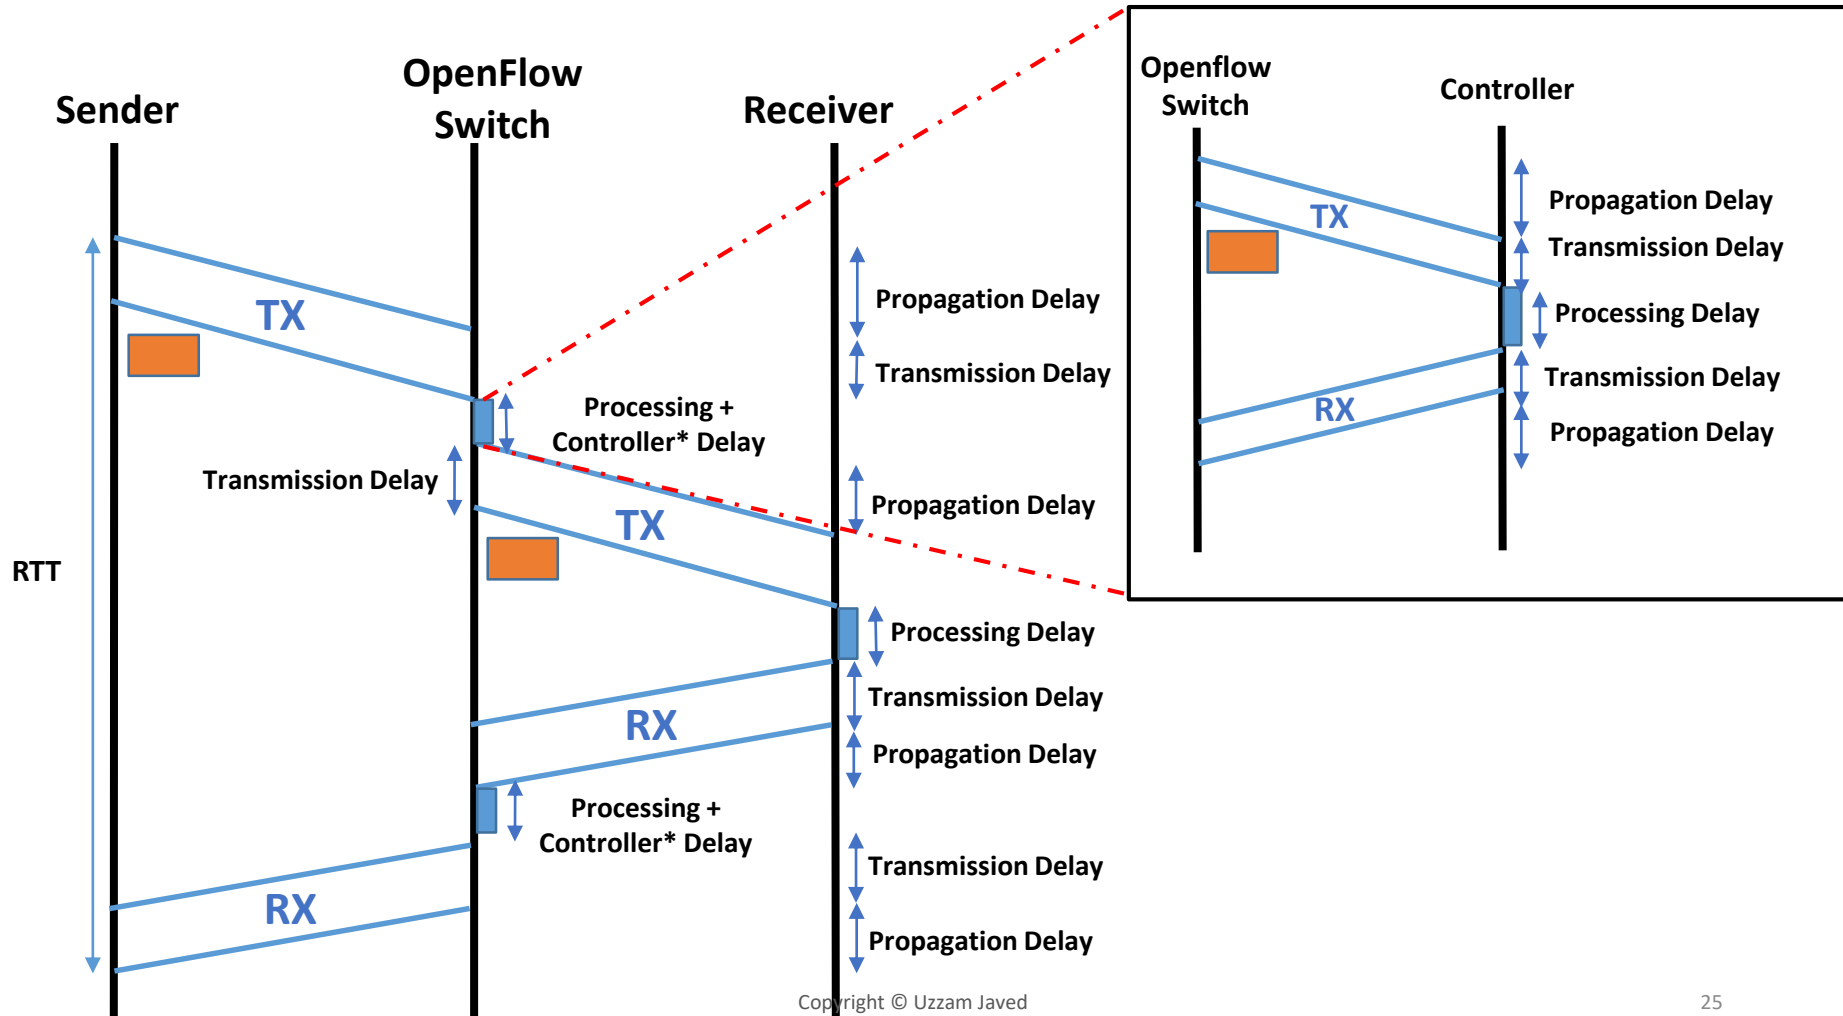 Sender
OpenFlow
Switch
Receiver
TX
Propagation Delay
Transmission Delay
Processing +
Controller* Delay
Transmission Delay
Propagation Delay
TX
RTT
Processing Delay
Transmission Delay
RX
Propagation Delay
Processing +
Controller* Delay
Transmission Delay
RX
Propagation Delay
Openflow
Switch
Controller
TX
Propagation Delay
Transmission Delay
Processing Delay
Transmission Delay
RX
Propagation Delay
Copyright © Uzzam Javed
25